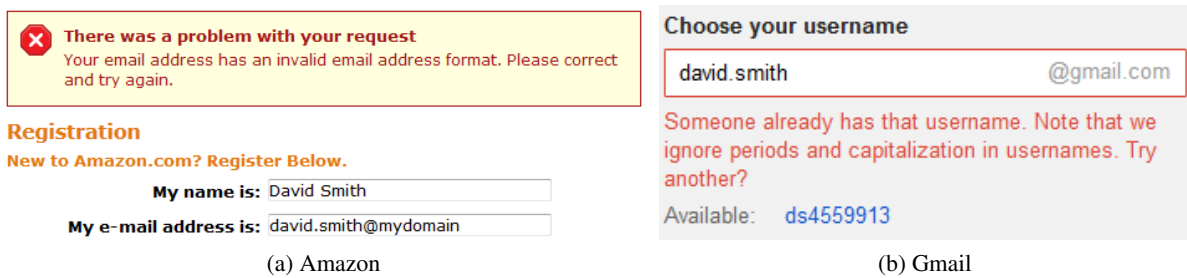 There was a problem with your request
Your email address has an invalid email address format. Please correct
and try again.
Registration
New to Amazon.com? Register Below.
My name is: David Smith
My e-mail address is: david.smith@mydomain
(a) Amazon
Choose your username
david.smith @gmail.com
Someone already has that username. Note that we
ignore periods and capitalization in usernames. Try
another?
Available: ds4559913
(b) Gmail